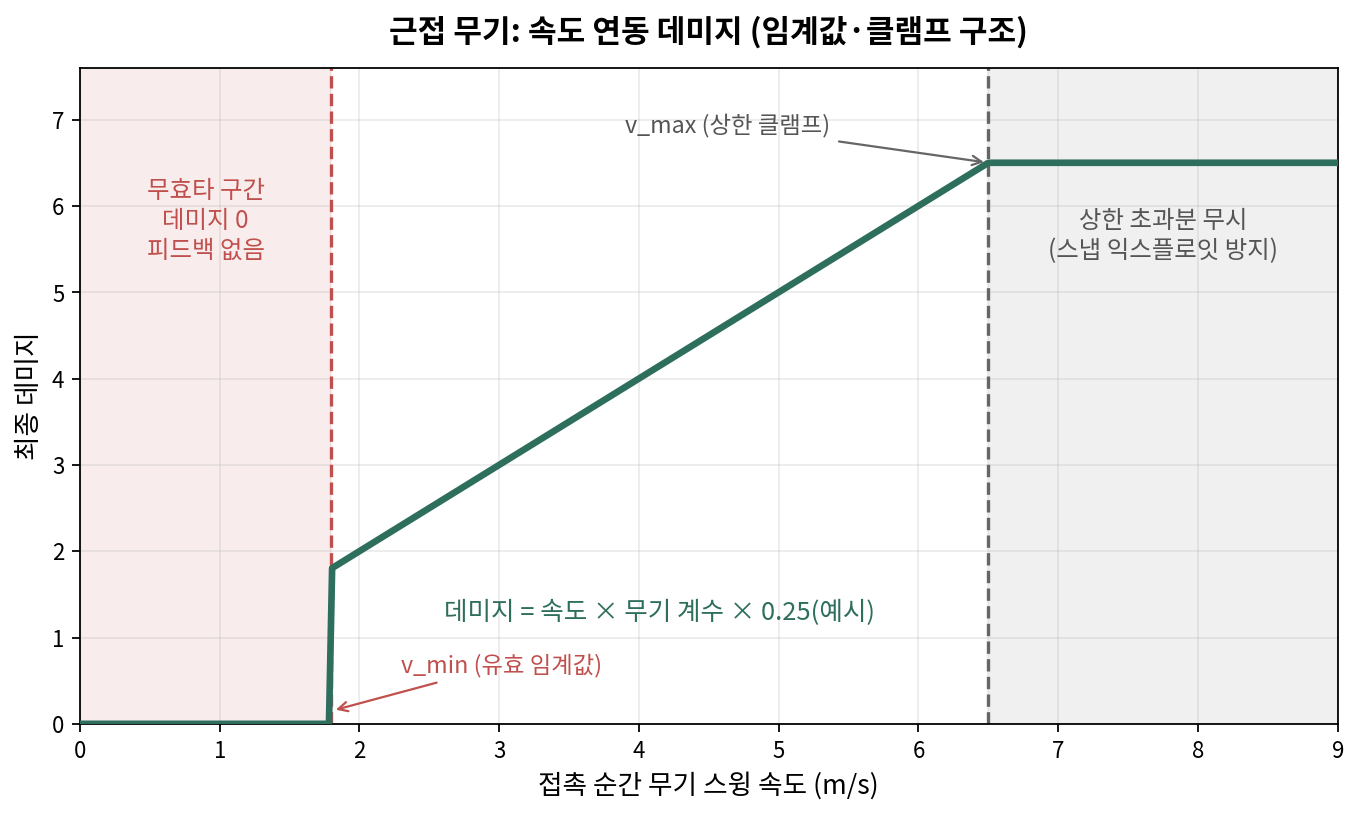 근접 무기: 속도 연동 데미지 (임계값·클램프 구조)
최종 데미지
7
6
5
4
3
2
1
0
무효타 구간
데미지 0
피드백 없음
v_max (상한 클램프)
상한 초과분 무시
(스냅 익스플로잇 방지)
데미지 = 속도 × 무기 계수 × 0.25(예시)
v_min (유효 임계값)
0 1 2 3 4 5 6 7 8 9
접촉 순간 무기 스윙 속도 (m/s)